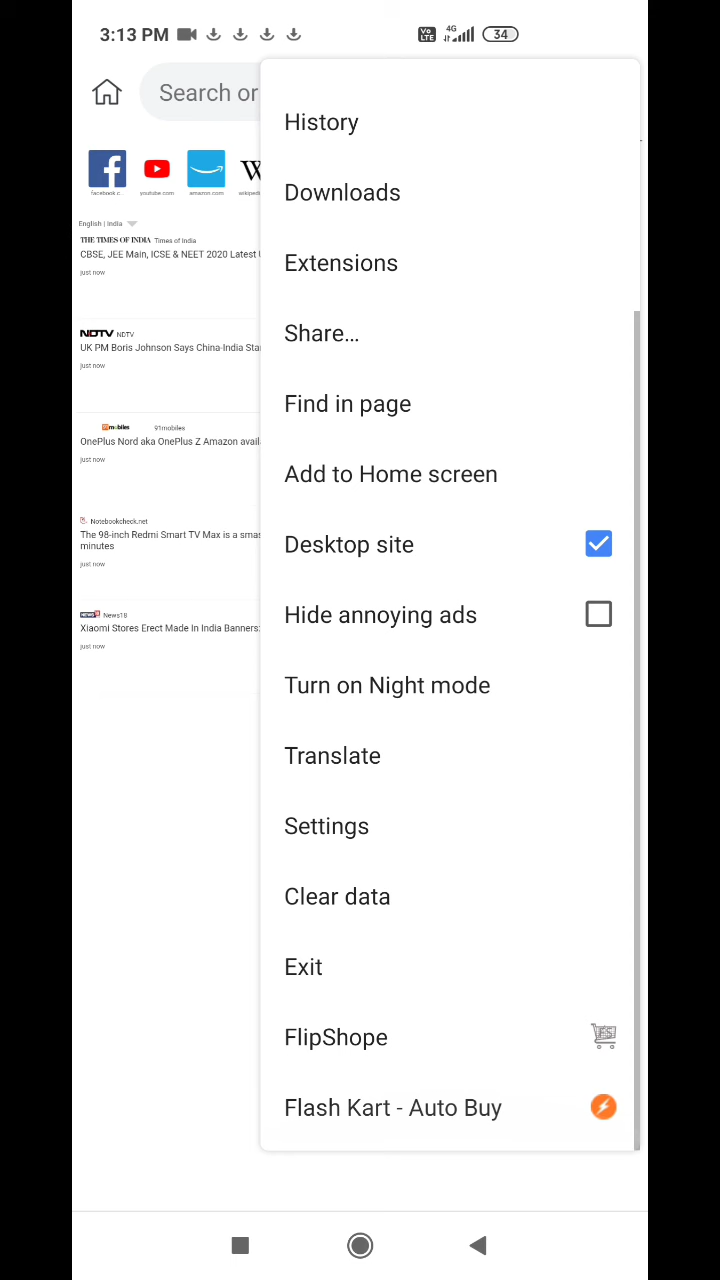 3:13 PM
Vo LTE 4G 34
Search or
facebook.c.. youtube.com amazon.com
English | India
THE TIMES OF INDIA Times of India
CBSE, JEE Main, ICSE & NEET 2020 Latest
just now
NDTV NDTV
UK PM Boris Johnson Says China-India
just now
91mobiles 91mobiles
OnePlus Nord aka OnePlus Z Amazon
just now
Notebookcheck.net
The 98-inch Redmi Smart TV Max is a
minutes
just now
NEWS18 News18
Xiaomi Stores Erect Made In India Banners:
just now
History
Downloads
Extensions
Share...
Find in page
Add to Home screen
Desktop site
Hide annoying ads
Turn on Night mode
Translate
Settings
Clear data
Exit
FlipShope
Flash Kart - Auto Buy